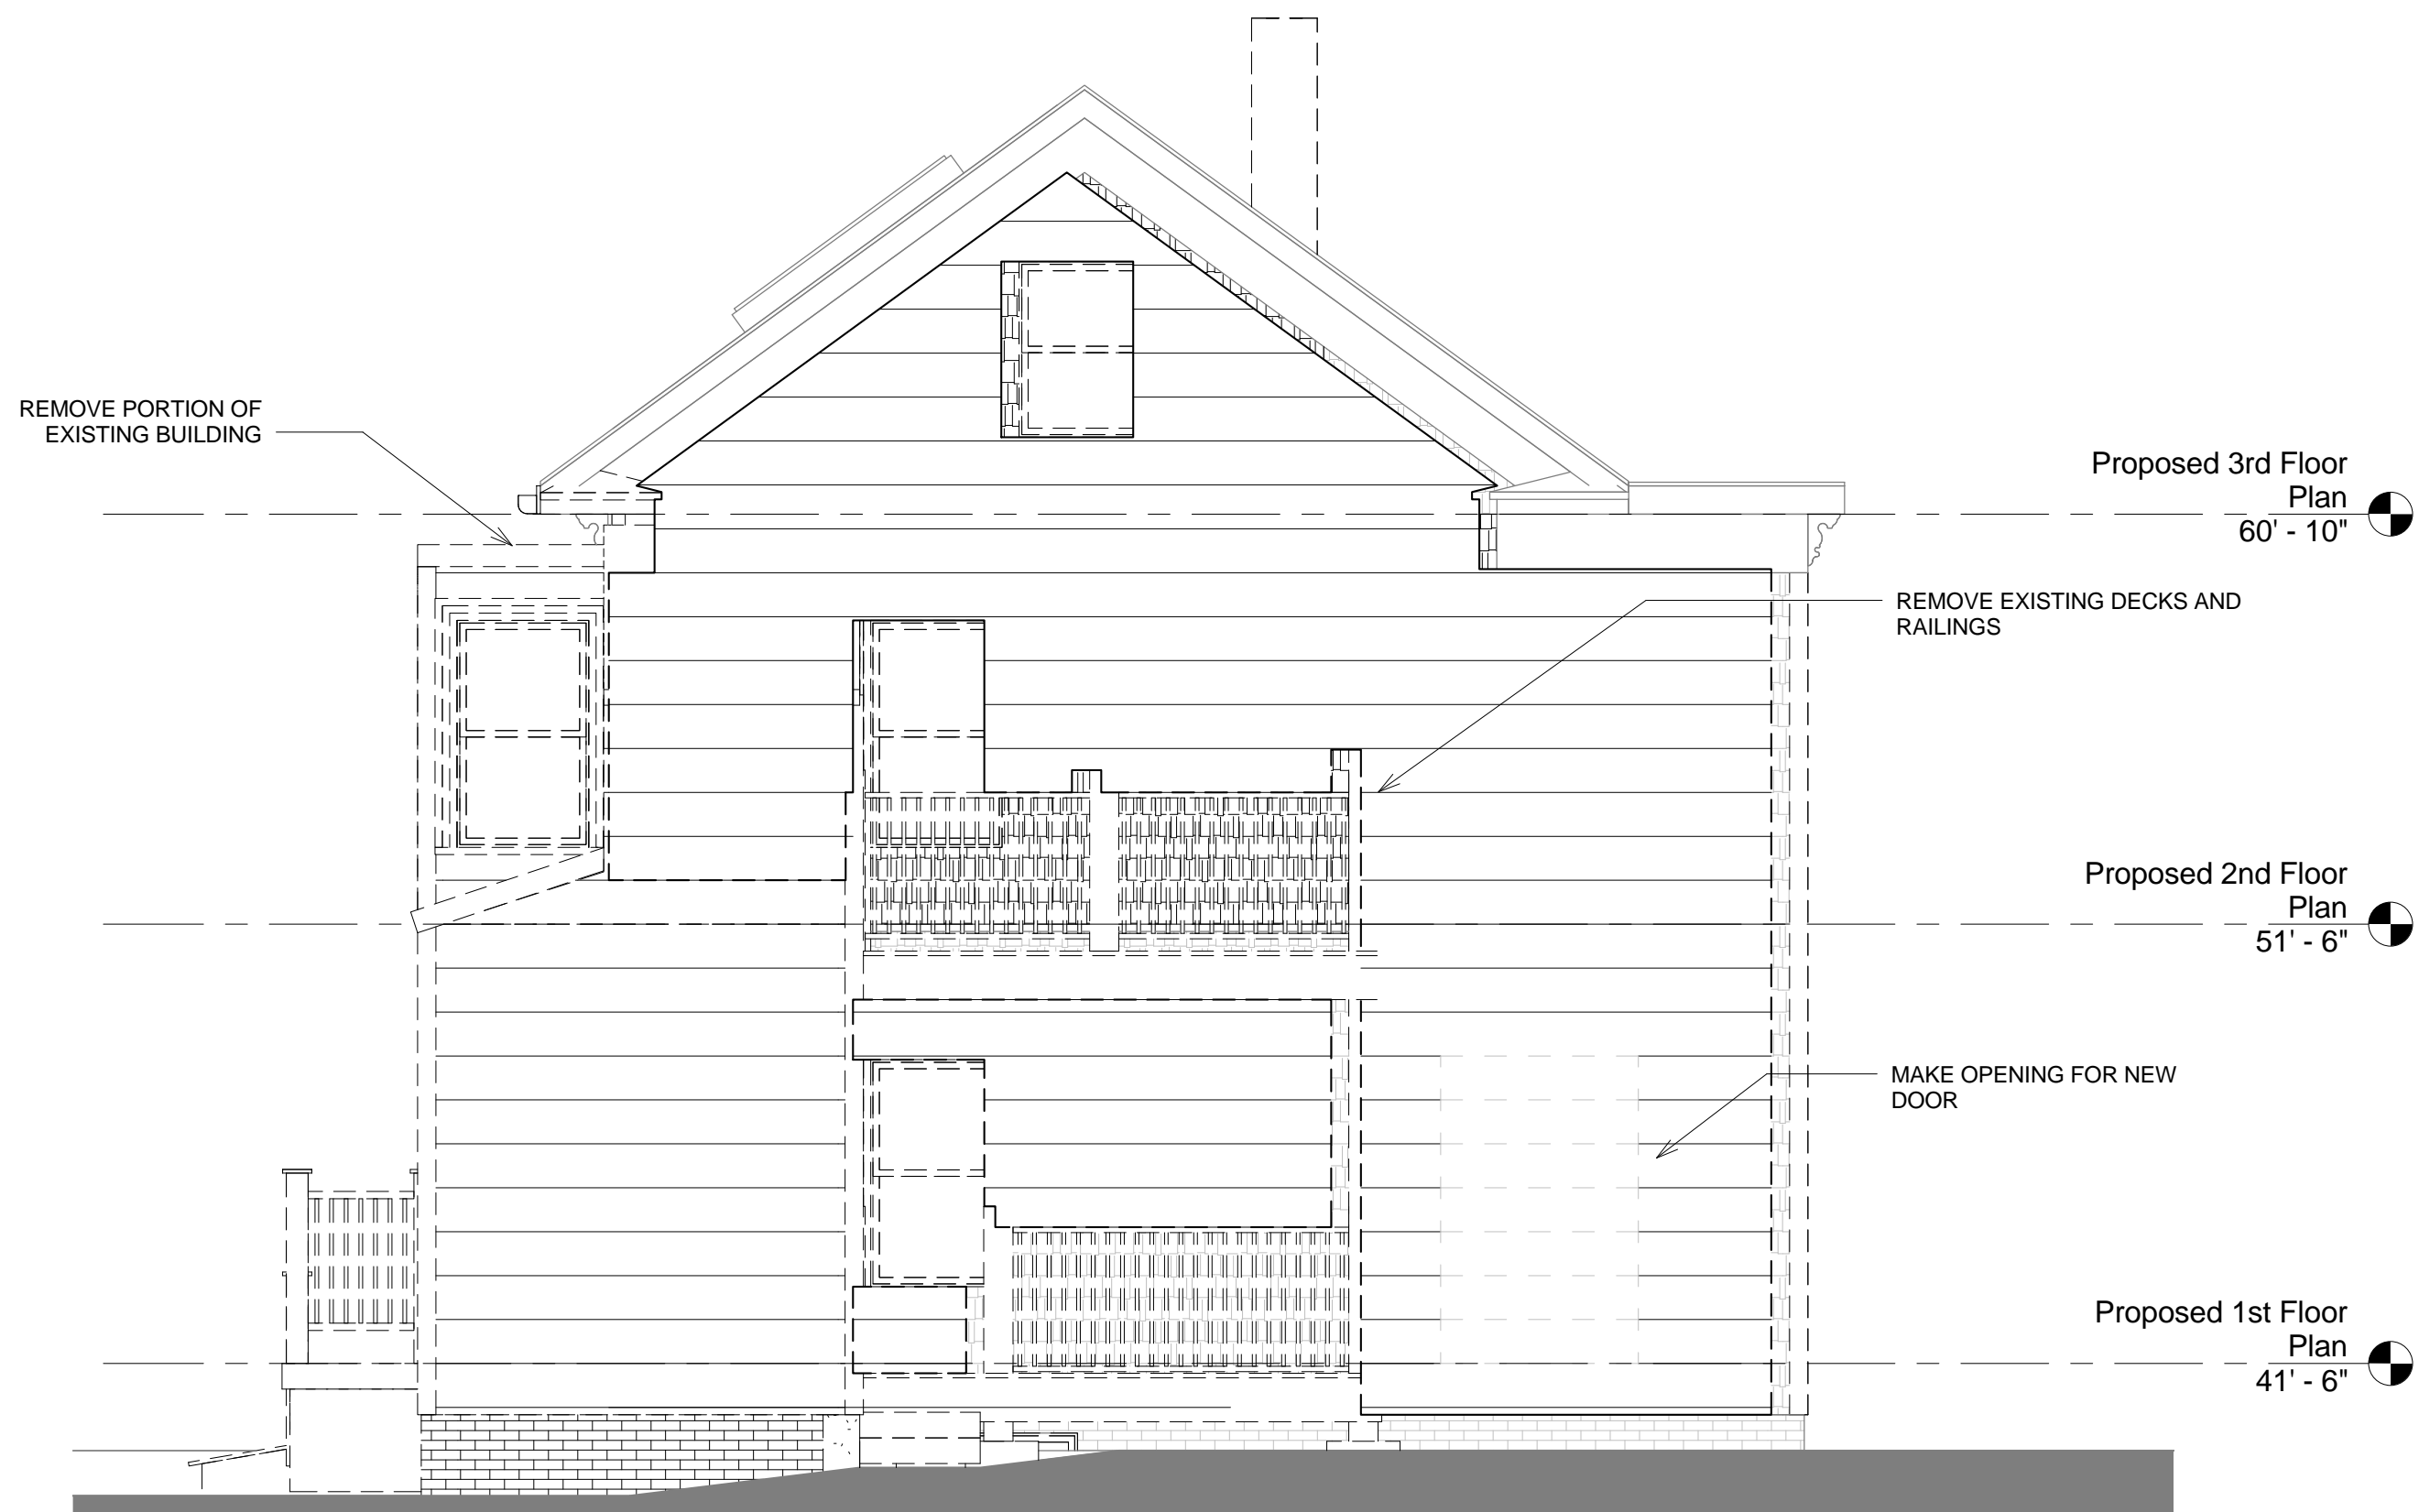 REMOVE PORTION OF
EXISTING BUILDING
Proposed 3rd Floor
Plan
60' - 10"
REMOVE EXISTING DECKS AND
RAILINGS
Proposed 2nd Floor
Plan
51' - 6"
MAKE OPENING FOR NEW
DOOR
Proposed 1st Floor
Plan
41' - 6"